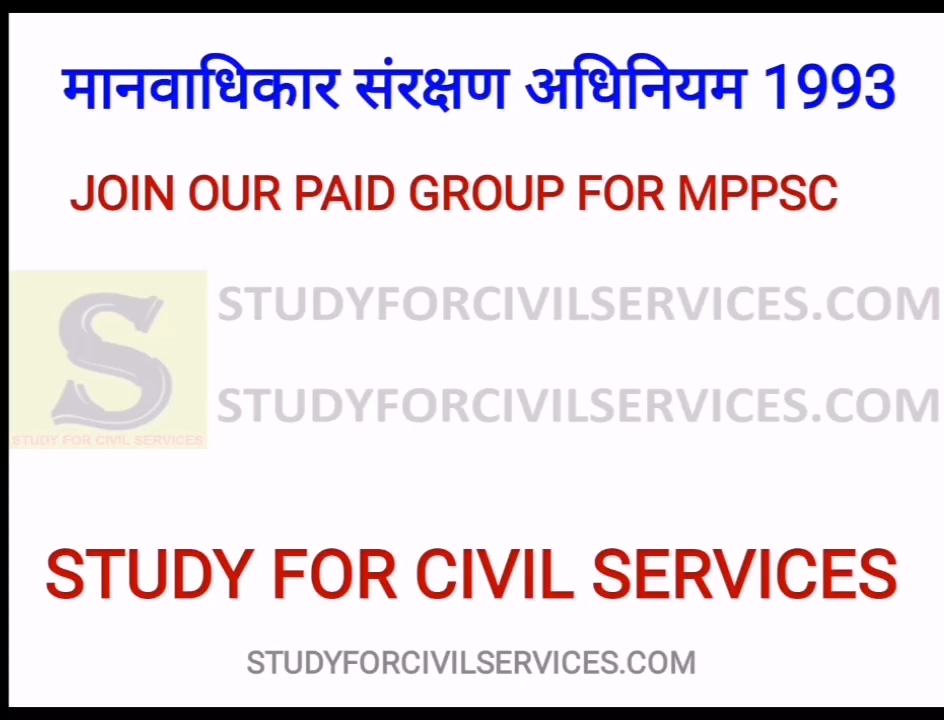 मानवाधिकार संरक्षण अधिनियम 1993
JOIN OUR PAID GROUP FOR MPPSC
STUDYFORCIVILSERVICES.COM
STUDYFORCIVILSERVICES.COM
STUDY FOR CIVIL SERVICES
STUDY FOR CIVIL SERVICES
STUDYFORCIVILSERVICES.COM